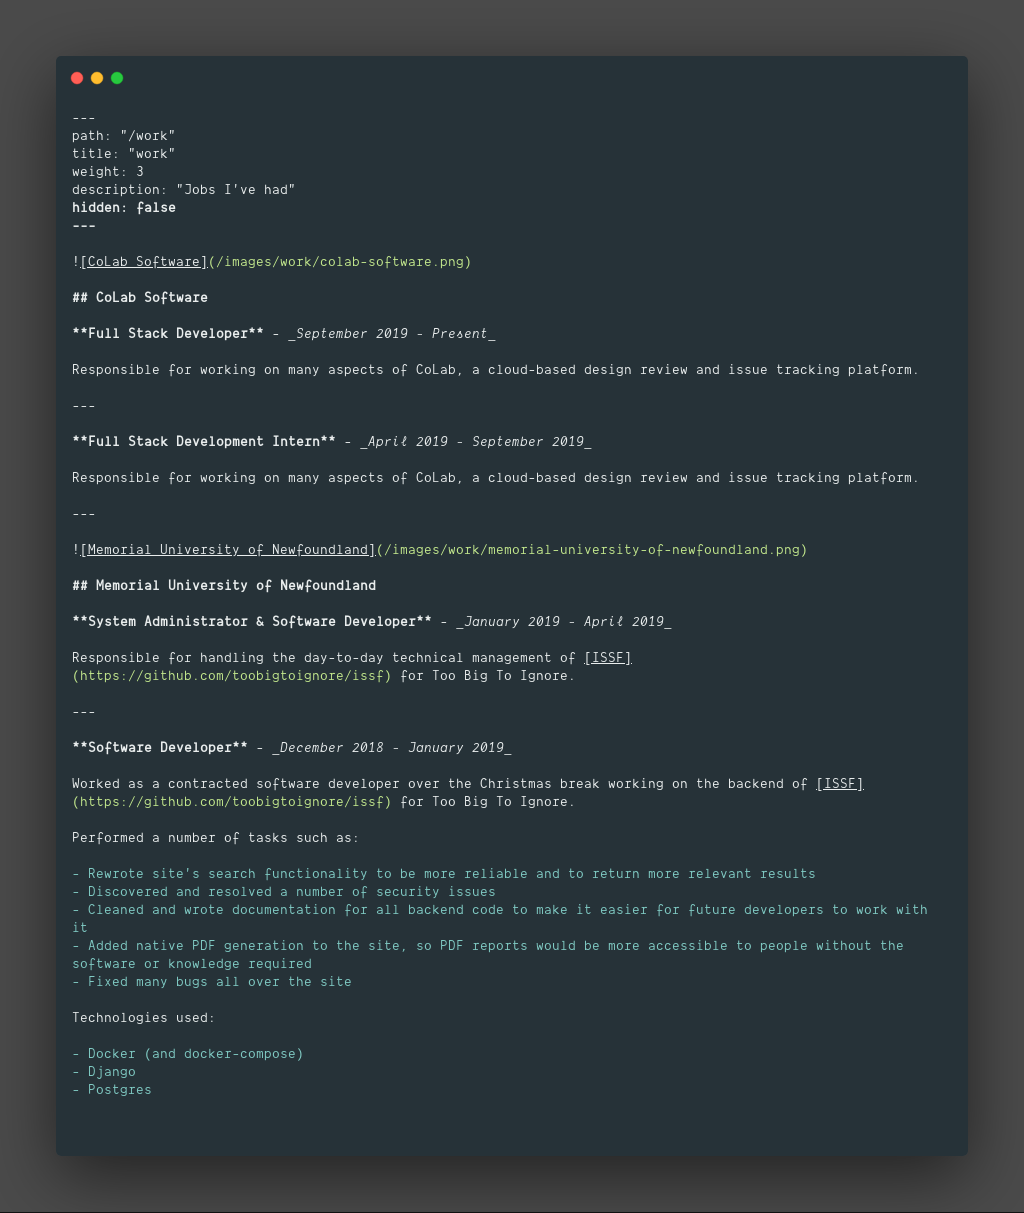 ---
path: "/work"
title: "work"
weight: 3
description: "Jobs I've had"
hidden: false
---
![CoLab Software](/images/work/colab-software.png)
## CoLab Software
**Full Stack Developer** - _September 2019 - Present_
Responsible for working on many aspects of CoLab, a cloud-based design review and issue tracking platform.
---
**Full Stack Development Intern** - _April 2019 - September 2019_
Responsible for working on many aspects of CoLab, a cloud-based design review and issue tracking platform.
---
![Memorial University of Newfoundland](/images/work/memorial-university-of-newfoundland.png)
## Memorial University of Newfoundland
**System Administrator & Software Developer** - _January 2019 - April 2019_
Responsible for handling the day-to-day technical management of [ISSF]
(https://github.com/toobigtoignore/issf) for Too Big To Ignore.
---
**Software Developer** - _December 2018 - January 2019_
Worked as a contracted software developer over the Christmas break working on the backend of [ISSF]
(https://github.com/toobigtoignore/issf) for Too Big To Ignore.
Performed a number of tasks such as:
- Rewrote site's search functionality to be more reliable and to return more relevant results
- Discovered and resolved a number of security issues
- Cleaned and wrote documentation for all backend code to make it easier for future developers to work with
it
- Added native PDF generation to the site, so PDF reports would be more accessible to people without the
software or knowledge required
- Fixed many bugs all over the site
Technologies used:
- Docker (and docker-compose)
- Django
- Postgres